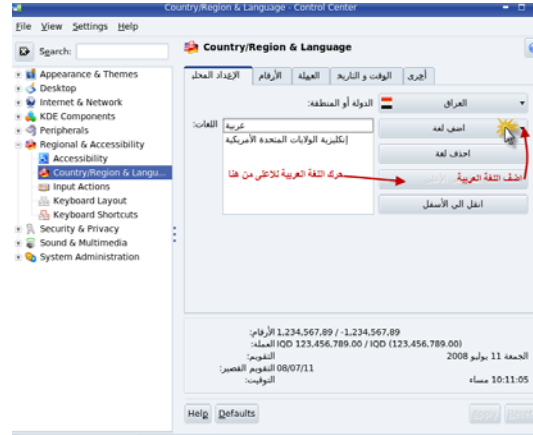 Country/Region & Language - Control Center
File View Settings Help
Search:
Country/Region & Language
Appearance & Themes
Desktop
Internet & Network
KDE Components
Peripherals
Regional & Accessibility
Accessibility
Country/Region & Langu...
Input Actions
Keyboard Layout
Keyboard Shortcuts
Security & Privacy
Sound & Multimedia
System Administration
الإعداد المحلي الأرقام العملة الوقت و التاريخ أخرى
الدولة أو المنطقة: العراق
اللغات:
عربية
إنكليزية الولايات المتحدة الأمريكية
اضف لغة
احذف لغة
حرك اللغة العربية للاعلى من هنا
اضف اللغة العربية
انقل الى الأسفل
الأرقام: 1,234,567.89 / -1,234,567.89
العملة: IQD 123,456,789.00 / IQD (123,456,789.00)
التقويم: الجمعة 11 يوليو 2008
التقويم القصير: 08/07/11
التوقيت: 10:11:05 مساء
Help Defaults
Apply